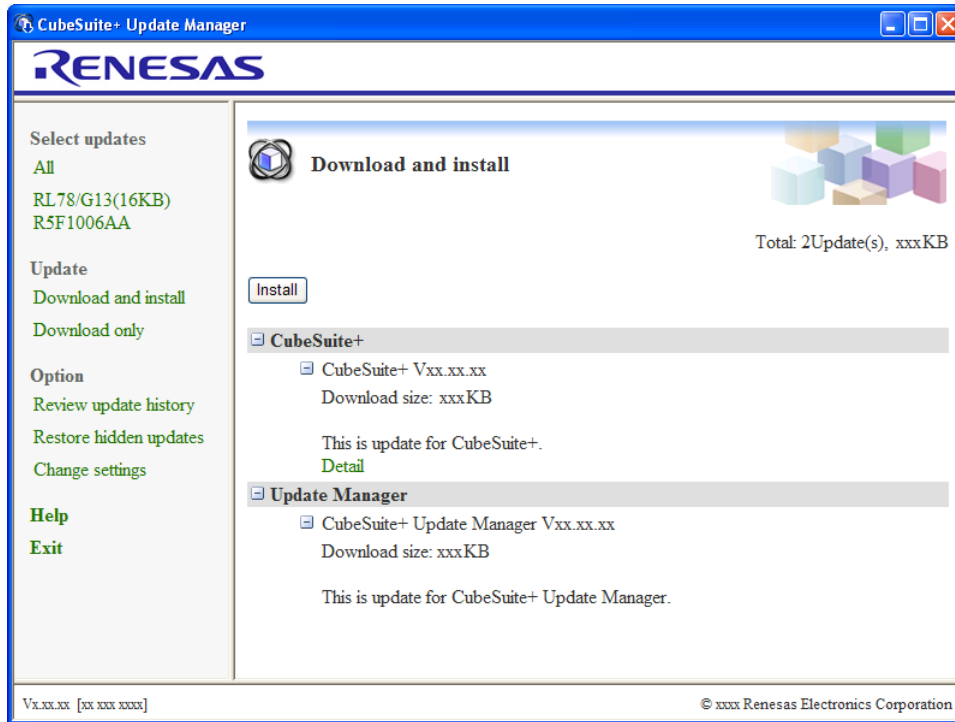 CubeSuite+ Update Manager
RENESAS
Select updates
All
RL78/G13(16KB)
R5F1006AA
Update
Download and install
Download only
Option
Review update history
Restore hidden updates
Change settings
Help
Exit
Download and install
Total: 2Update(s), xxxKB
Install
CubeSuite+
CubeSuite+ Vxx.xx.xx
Download size: xxxKB
This is update for CubeSuite+.
Detail
Update Manager
CubeSuite+ Update Manager Vxx.xx.xx
Download size: xxxKB
This is update for CubeSuite+ Update Manager.
Vx.xx.xx [xx xxx xxxx]
© xxxx Renesas Electronics Corporation